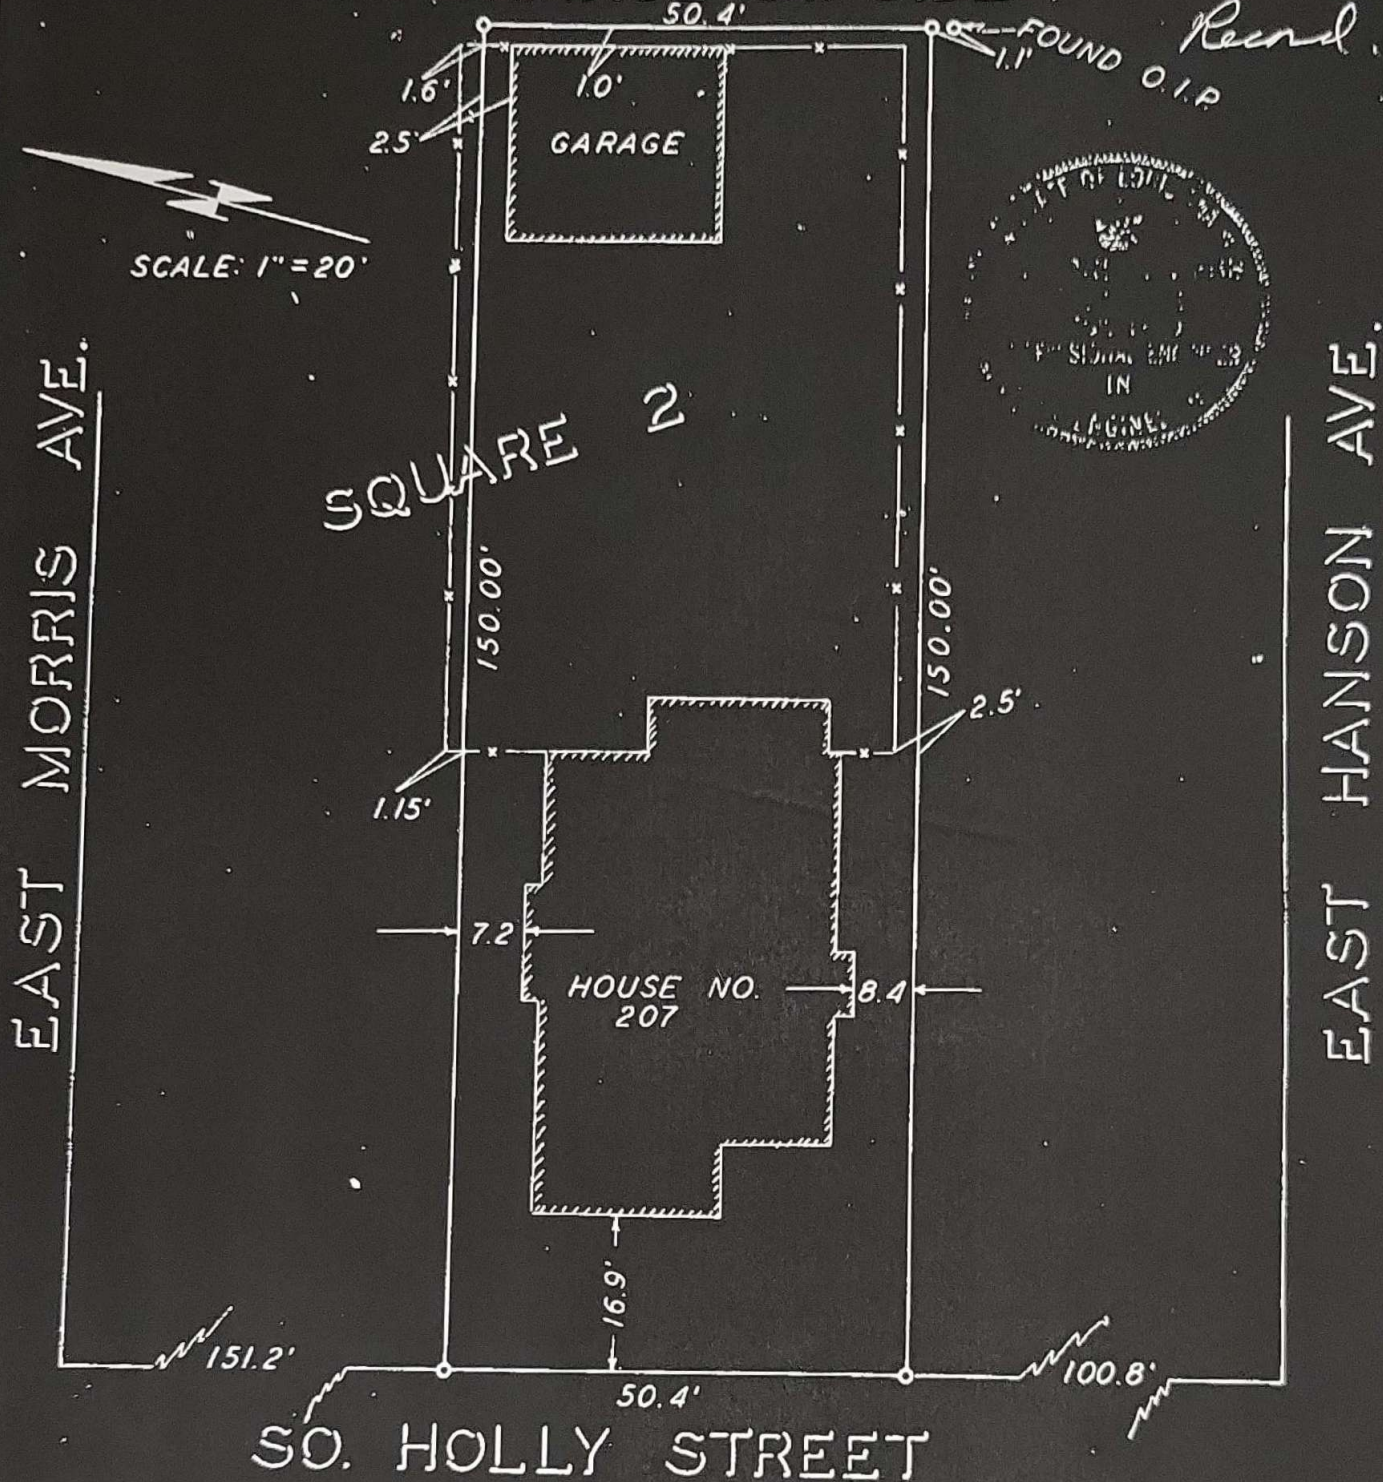 50.4'
Record.
FOUND O.I.P.
1.1'
1.6'
1.0'
2.5'
GARAGE
SCALE: 1" = 20'
SQUARE 2
IN
EAST MORRIS AVE.
EAST HANSON AVE.
150.00'
150.00'
2.5'
1.15'
7.2
HOUSE NO.
207
8.4
16.9'
151.2'
50.4'
100.8'
SO. HOLLY STREET